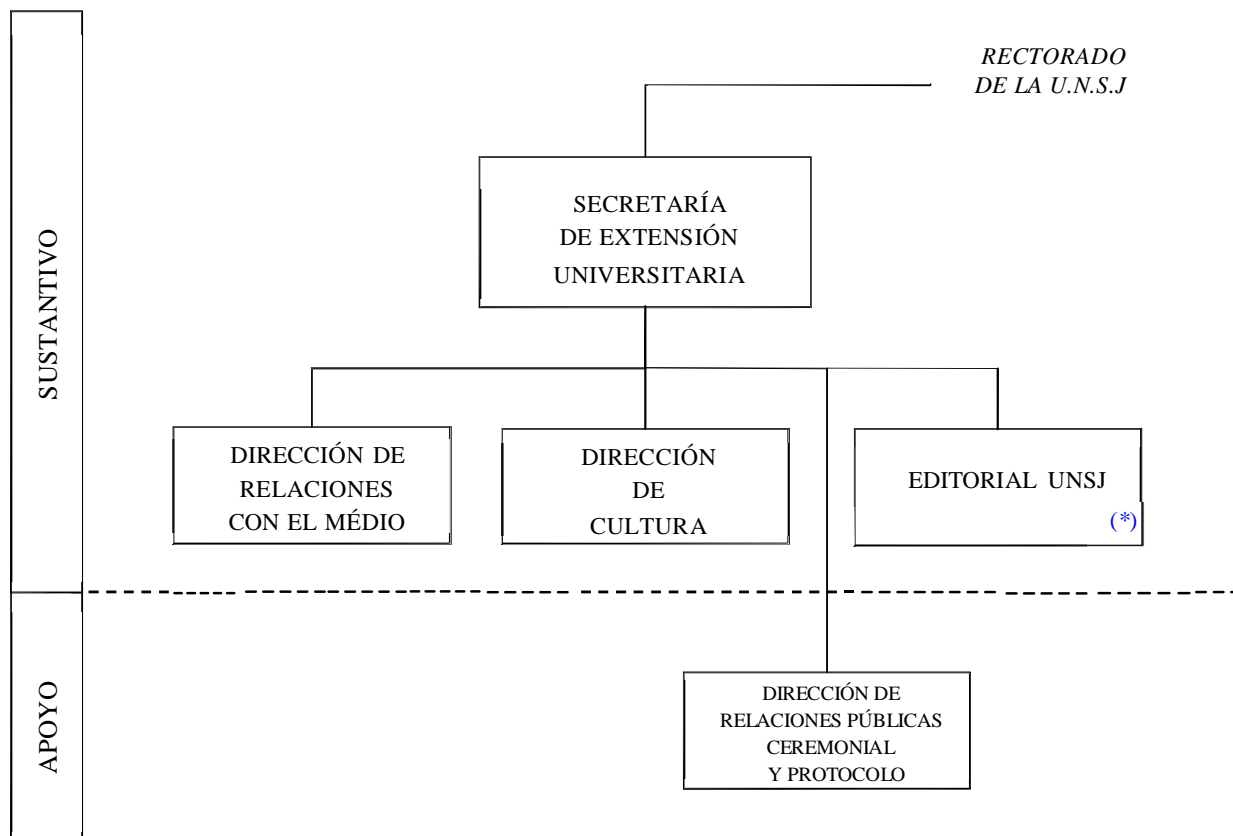 RECTORADO
DE LA U.N.S.J
SUSTANTIVO
SECRETARÍA
DE EXTENSIÓN
UNIVERSITARIA
DIRECCIÓN DE
RELACIONES
CON EL MÉDIO
DIRECCIÓN
DE
CULTURA
EDITORIAL UNSJ
(*)
APOYO
DIRECCIÓN DE
RELACIONES PÚBLICAS
CEREMONIAL
Y PROTOCOLO